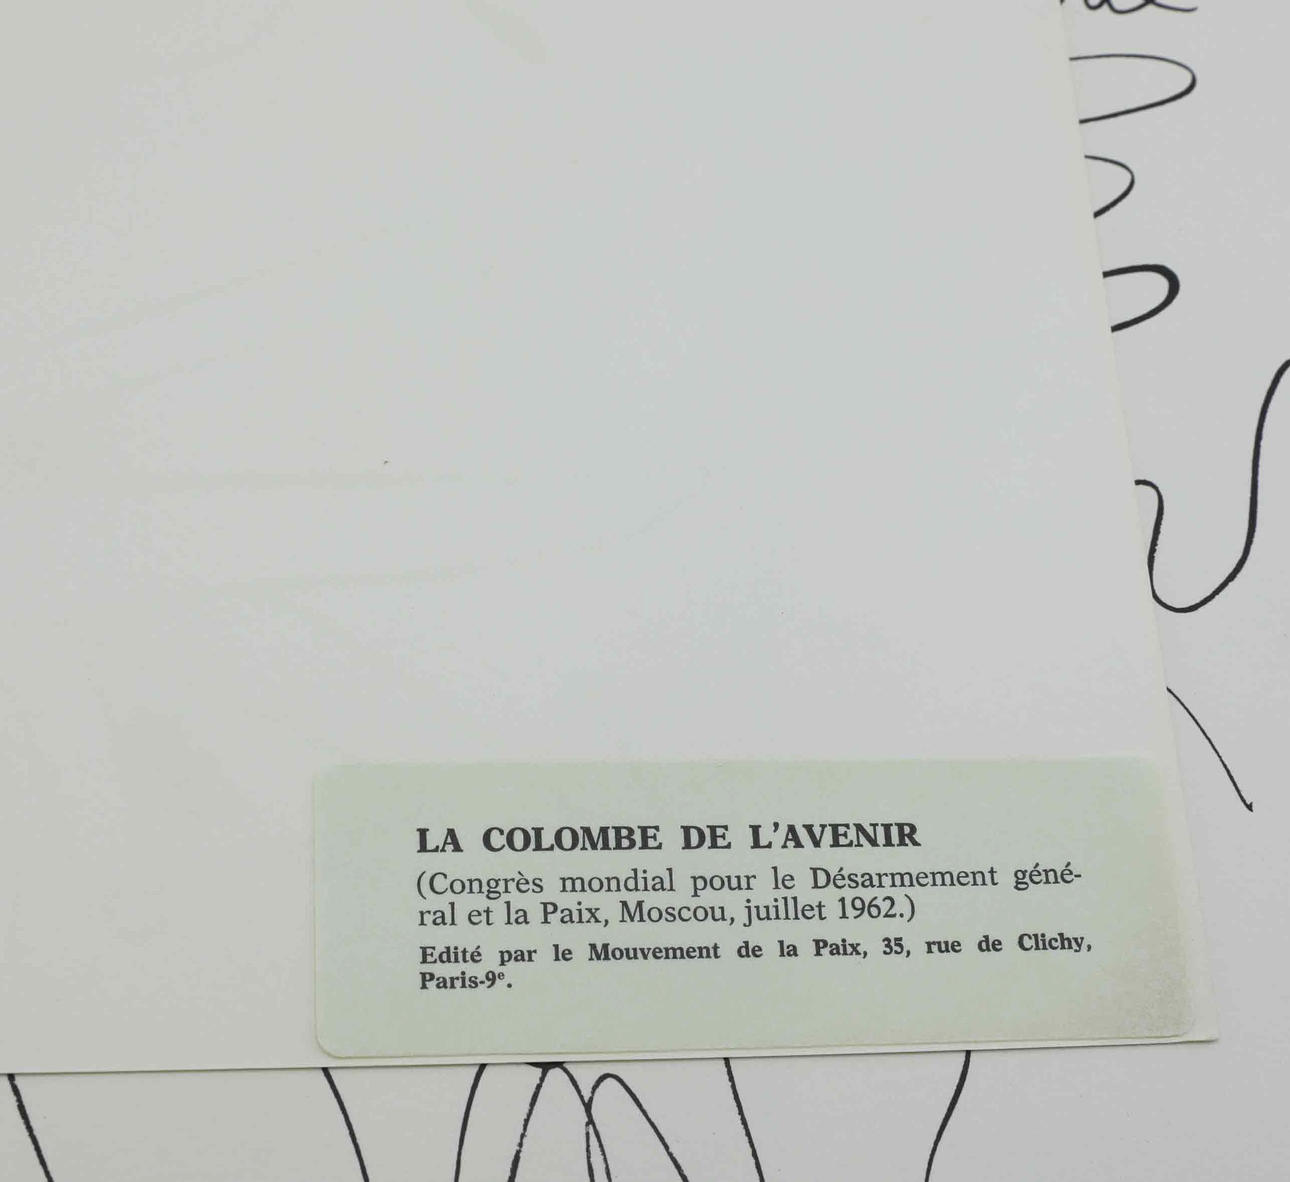 LA COLOMBE DE L'AVENIR
(Congrès mondial pour le Désarmement géné-
ral et la Paix, Moscou, juillet 1962.)
Edité par le Mouvement de la Paix, 35, rue de Clichy,
Paris-9e.